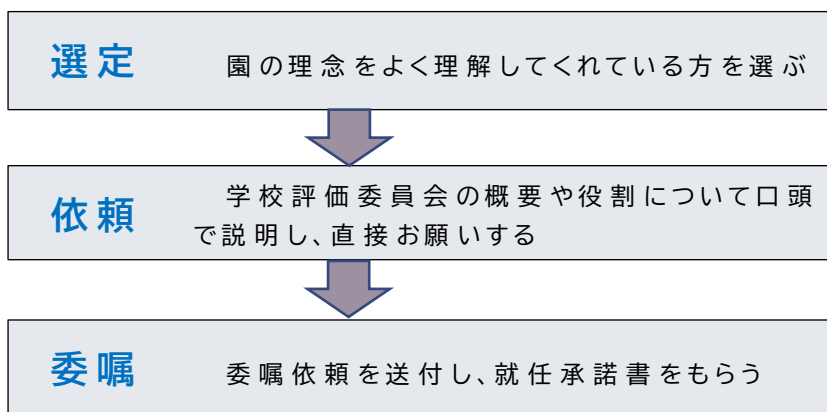 選定
園の理念をよく理解してくれている方を選ぶ
依頼
学校評価委員会の概要や役割について口頭
で説明し、直接お願いする
委嘱
委嘱依頼を送付し、就任承諾書をもらう